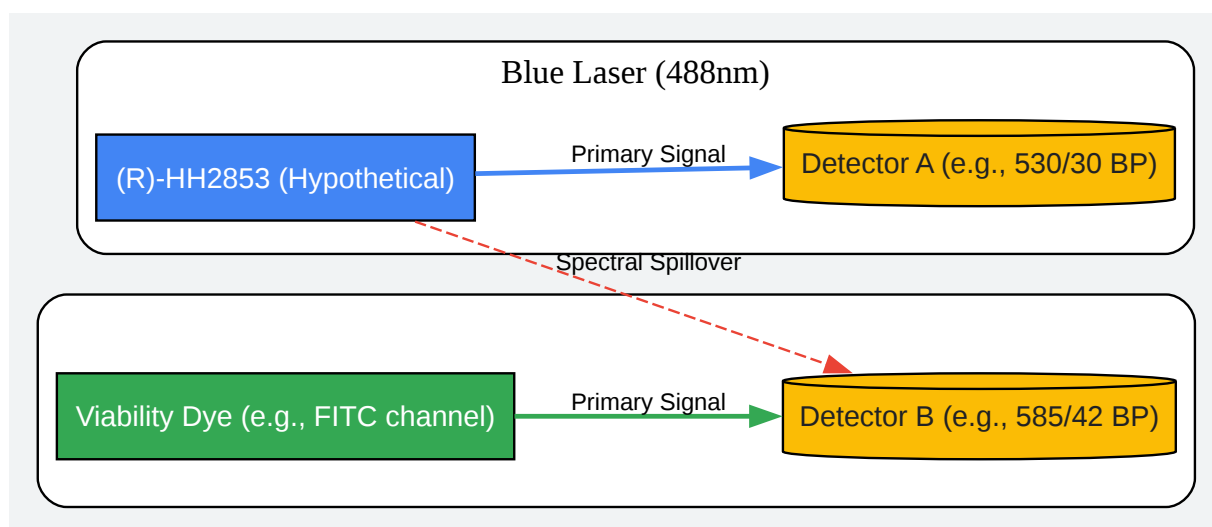 Blue Laser (488nm)
(R)-HH2853 (Hypothetical)
Primary Signal
Detector A (e.g., 530/30 BP)
Spectral Spillover
Viability Dye (e.g., FITC channel)
Primary Signal
Detector B (e.g., 585/42 BP)